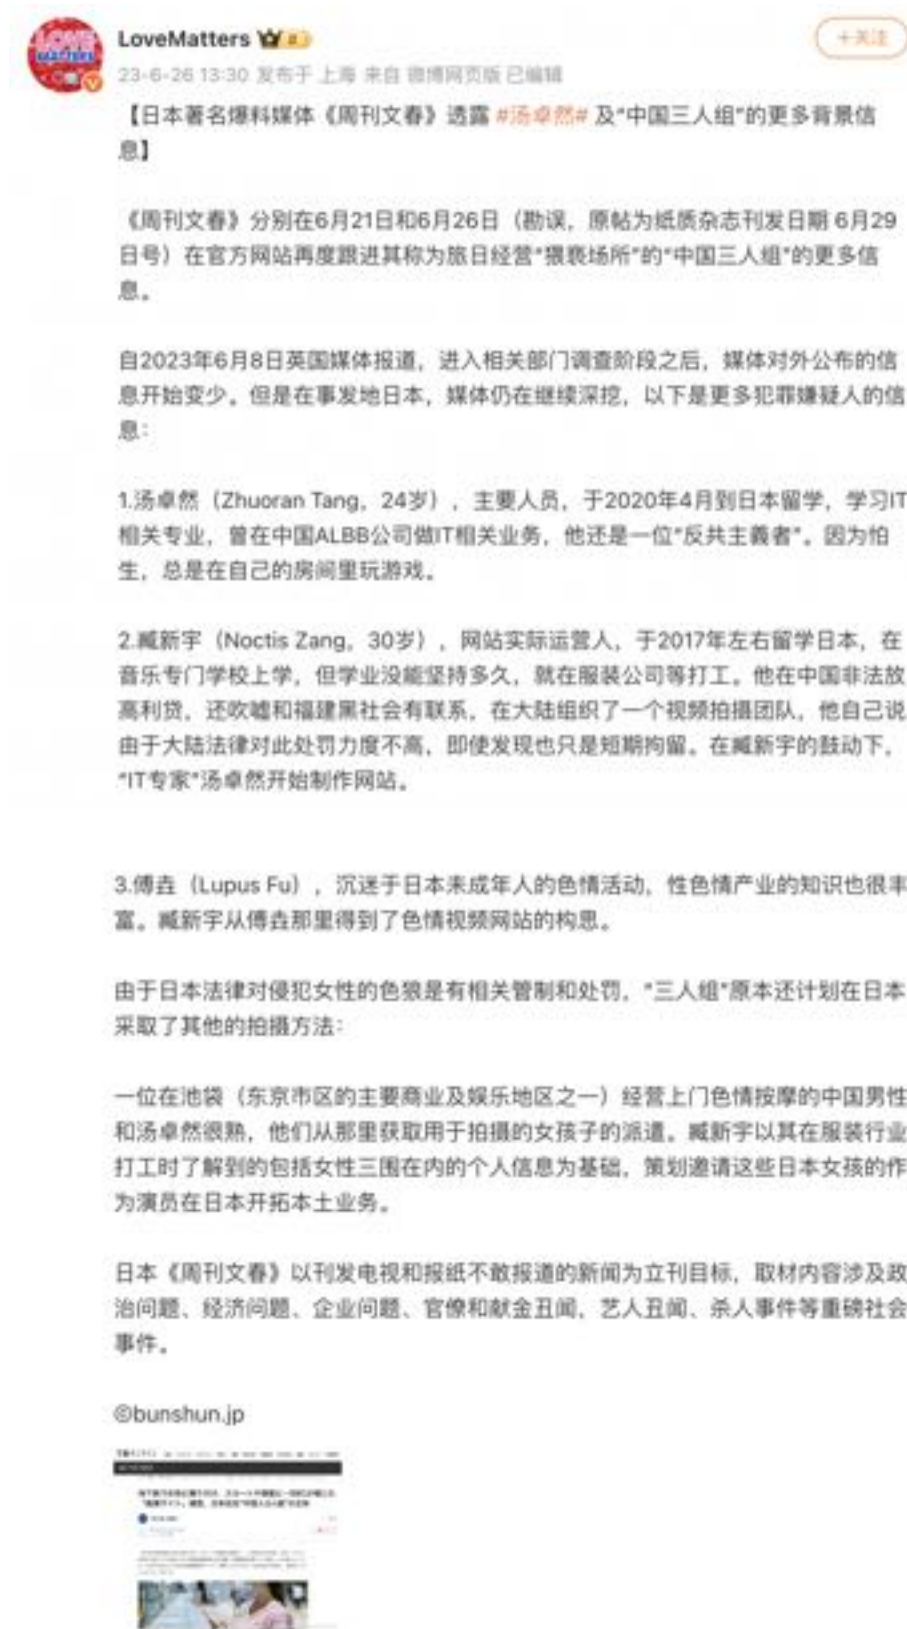 LOVE
MATTERS
LoveMatters
+关注
23-6-26 13:30 发布于 上海 来自 微博网页版 已编辑
【日本著名爆料媒体《周刊文春》透露 #汤卓然# 及“中国三人组”的更多背景信
息】
《周刊文春》分别在6月21日和6月26日（勘误，原帖为纸质杂志刊发日期 6月29
日号）在官方网站再度跟进其称为旅日经营“猥亵场所”的“中国三人组”的更多信
息。
自2023年6月8日英国媒体报道，进入相关部门调查阶段之后，媒体对外公布的信
息开始变少。但是在事发地日本，媒体仍在继续深挖，以下是更多犯罪嫌疑人的信
息：
1.汤卓然（Zhuoran Tang，24岁），主要人员，于2020年4月到日本留学，学习IT
相关专业，曾在中国ALBB公司做IT相关业务，他还是一位“反共主義者”。因为怕
生，总是在自己的房间里玩游戏。
2.臧新宇（Noctis Zang，30岁），网站实际运营人，于2017年左右留学日本，在
音乐专门学校上学，但学业没能坚持多久，就在服装公司等打工。他在中国非法放
高利贷，还吹嘘和福建黑社会有联系，在大陆组织了一个视频拍摄团队，他自己说
由于大陆法律对此处罚力度不高，即使发现也只是短期拘留。在臧新宇的鼓动下，
“IT专家”汤卓然开始制作网站。
3.傅垚（Lupus Fu），沉迷于日本未成年人的色情活动，性色情产业的知识也很丰
富。臧新宇从傅垚那里得到了色情视频网站的构思。
由于日本法律对侵犯女性的色狼是有相关管制和处罚，“三人组”原本还计划在日本
采取了其他的拍摄方法：
一位在池袋（东京市区的主要商业及娱乐地区之一）经营上门色情按摩的中国男性
和汤卓然很熟，他们从那里获取用于拍摄的女孩子的派遣。臧新宇以其在服装行业
打工时了解到的包括女性三围在内的个人信息为基础，策划邀请这些日本女孩的作
为演员在日本开拓本土业务。
日本《周刊文春》以刊发电视和报纸不敢报道的新闻为立刊目标，取材内容涉及政
治问题、经济问题、企业问题、官僚和献金丑闻，艺人丑闻、杀人事件等重磅社会
事件。
©bunshun.jp